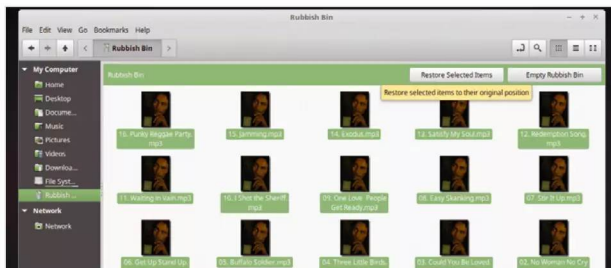 Rubbish Bin
File Edit View Go Bookmarks Help
Rubbish Bin
My Computer
Home
Desktop
Docume...
Music
Pictures
Videos
Downloa...
File Syst...
Rubbish ...
Network
Network
Rubbish Bin
Restore Selected Items
Empty Rubbish Bin
Restore selected items to their original position
16. Punky Reggae Party.
mp3
15. Jamming.mp3
14. Exodus.mp3
13. Satisfy My Soul.mp3
12. Redemption Song.
mp3
11. Waiting in Vain.mp3
10. I Shot the Sheriff.
mp3
09. One Love People
Get Ready.mp3
08. Easy Skanking.mp3
07. Stir It Up.mp3
06. Get Up Stand Up.
05. Buffalo Soldier.mp3
04. Three Little Birds.
03. Could You Be Loved.
02. No Woman No Cry